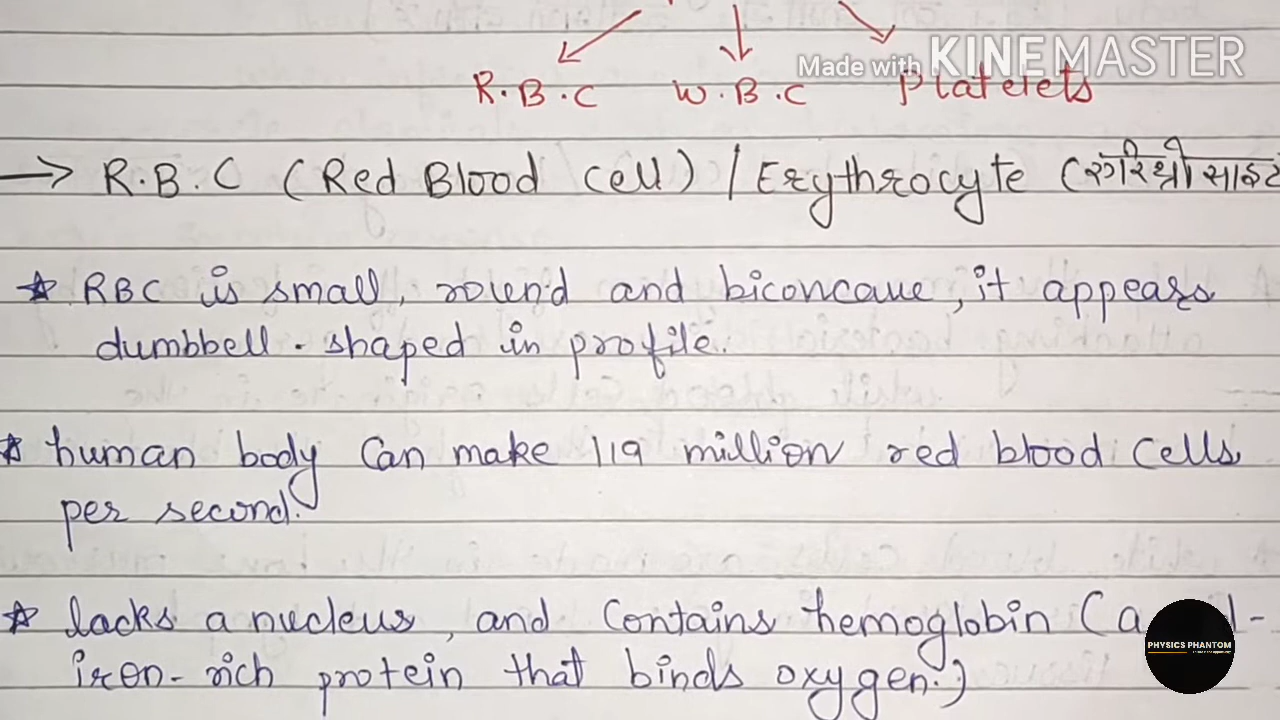 Made with KINEMASTER
R.B.C W.B.C Platelets
→ R.B.C (Red Blood cell) / Erythrocyte (एरिथ्रोसाइट
☆ RBC is small, round and biconcave, it appears
dumbbell-shaped in profile.
☆ human body Can make 119 million red blood cells
per second.
☆ lacks a nucleus, and Contains hemoglobin (a
iron-rich protein that binds oxygen.)
PHYSICS PHANTOM